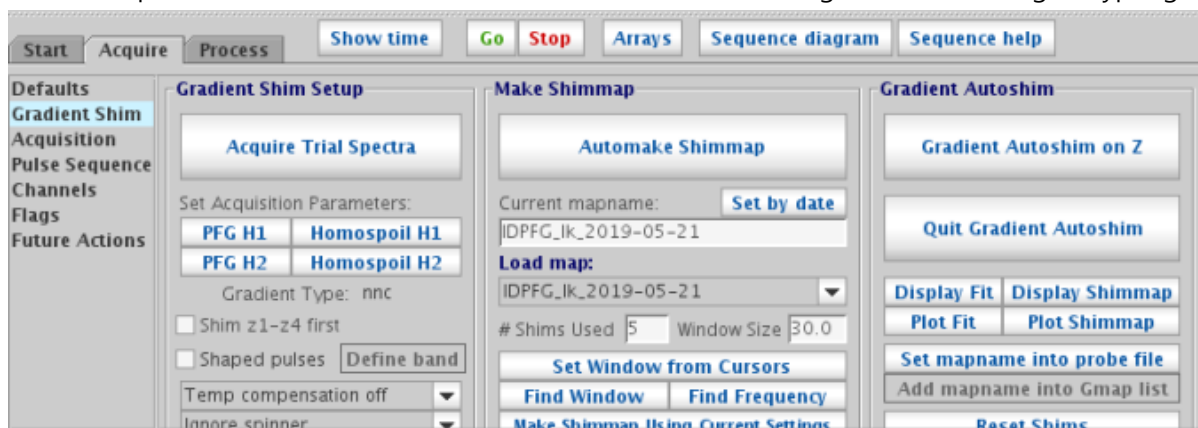 Start Acquire Process Show time Go Stop Arrays Sequence diagram Sequence help
Defaults
Gradient Shim
Acquisition
Pulse Sequence
Channels
Flags
Future Actions
Gradient Shim Setup
Acquire Trial Spectra
Set Acquisition Parameters:
PFG H1 Homospoil H1
PFG H2 Homospoil H2
Gradient Type: nnc
Shim z1-z4 first
Shaped pulses Define band
Temp compensation off
Ignore spinner
Make Shimmap
Automake Shimmap
Current mapname: Set by date
IDPFG_lk_2019-05-21
Load map:
IDPFG_lk_2019-05-21
# Shims Used 5 Window Size 30.0
Set Window from Cursors
Find Window Find Frequency
Make Shimmap Using Current Settings
Gradient Autoshim
Gradient Autoshim on Z
Quit Gradient Autoshim
Display Fit Display Shimmap
Plot Fit Plot Shimmap
Set mapname into probe file
Add mapname into Gmap list
Reset Shims